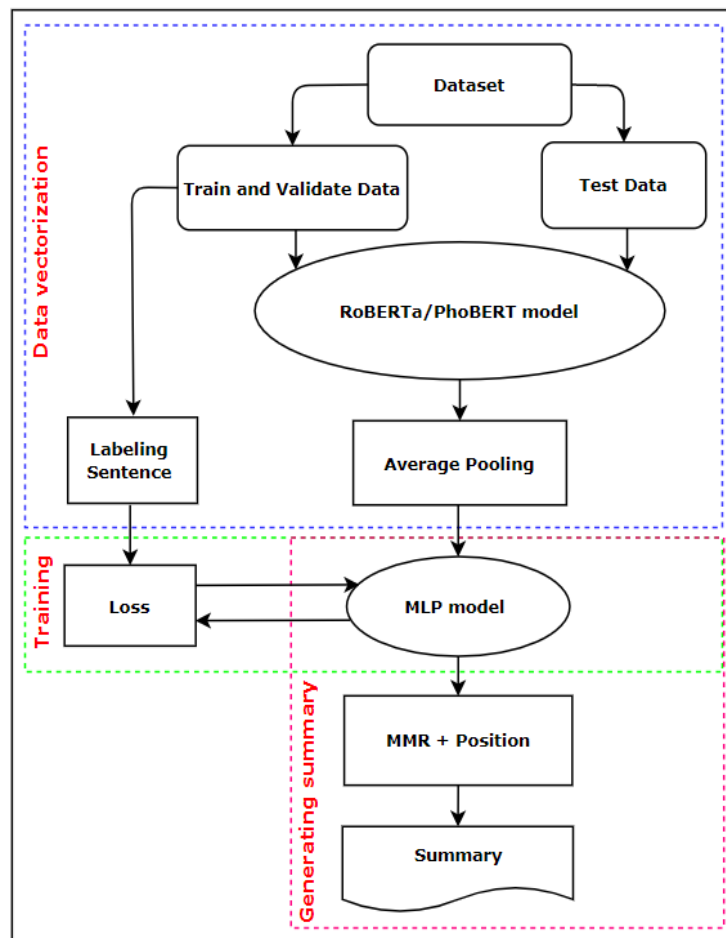 Dataset
Train and Validate Data
Test Data
Data vectorization
RoBERTa/PhoBERT model
Labeling
Sentence
Average Pooling
Training
Loss
MLP model
Generating summary
MMR + Position
Summary